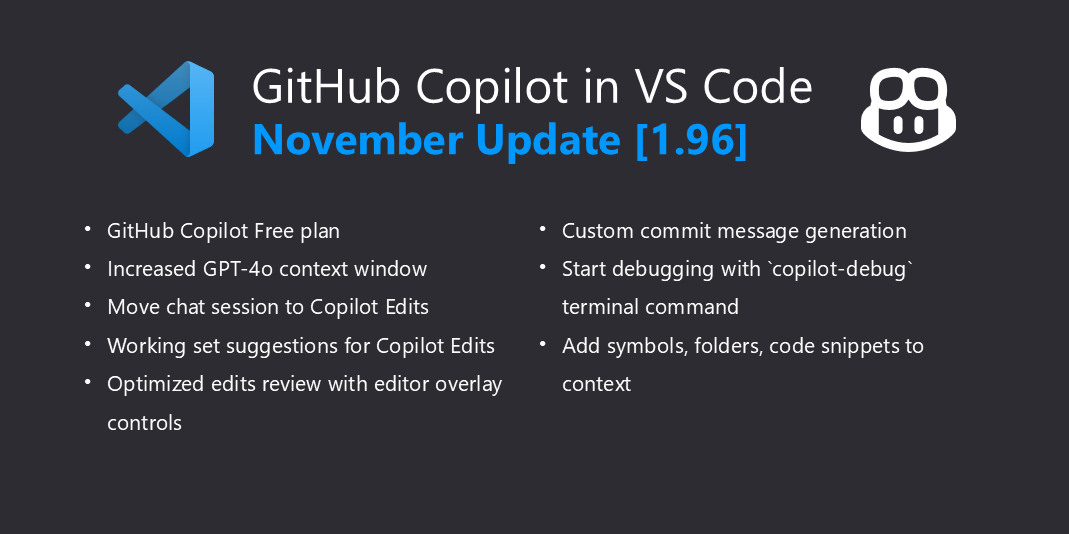 GitHub Copilot in VS Code
November Update [1.96]
• GitHub Copilot Free plan
• Increased GPT-4o context window
• Move chat session to Copilot Edits
• Working set suggestions for Copilot Edits
• Optimized edits review with editor overlay
controls
• Custom commit message generation
• Start debugging with `copilot-debug`
terminal command
• Add symbols, folders, code snippets to
context